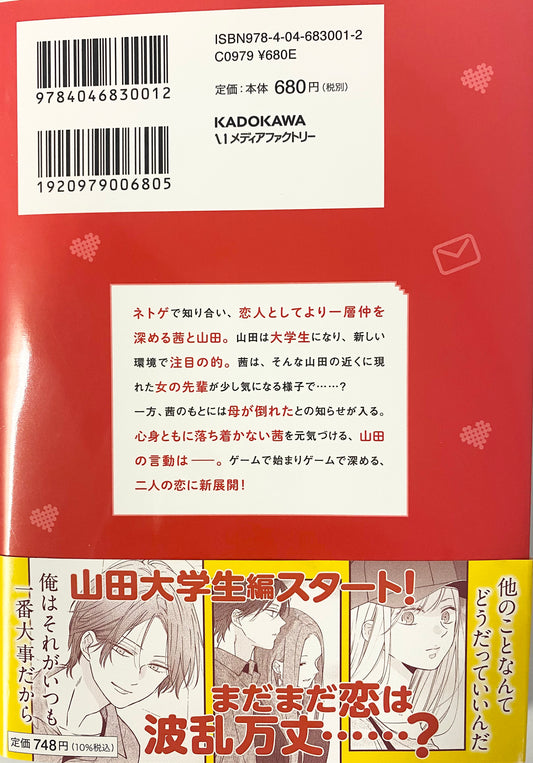 ISBN978-4-04-683001-2
C0979 ¥680E
定価：本体680円（税別）
KADOKAWA
メディアファクトリー
9784046830012
1920979006805
ネトゲで知り合い、恋人としてより一層仲を
深める茜と山田。山田は大学生になり、新しい
環境で注目の的。茜は、そんな山田の近くに現
れた女の先輩が少し気になる様子で……？
一方、茜のもとには母が倒れたとの知らせが入る。
心身ともに落ち着かない茜を元気づける、山田
の言動は――。ゲームで始まりゲームで深める、
二人の恋に新展開！
山田大学生編スタート！
他のことなんて
どうだっていいんだ
俺はそれがいつも
一番大事だから、
まだまだ恋は
波乱万丈……？
定価 748円（10%税込）